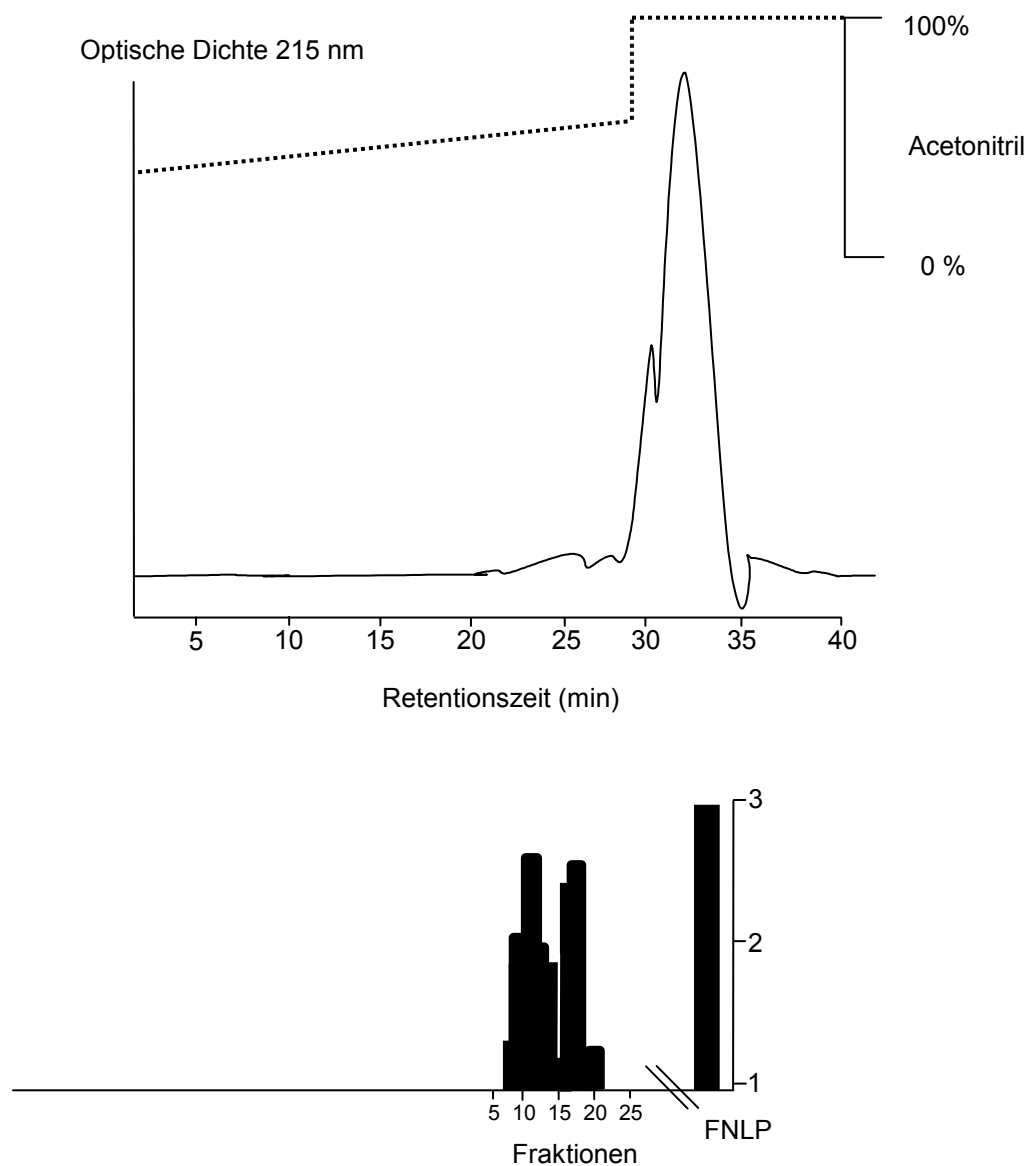 Optische Dichte 215 nm
100%
Acetonitril
0 %
5 10 15 20 25 30 35 40
Retentionszeit (min)
3
2
1
5 10 15 20 25
FNLP
Fraktionen